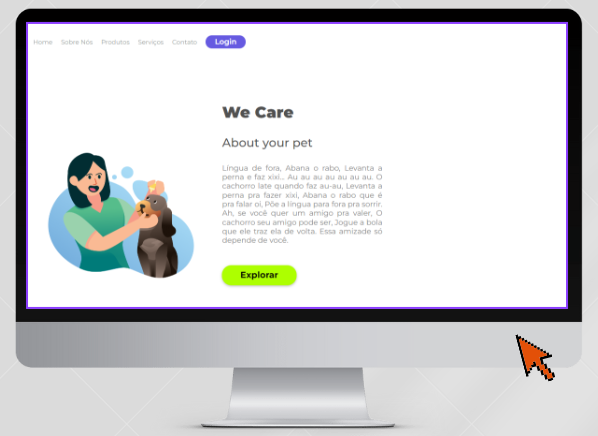 Home Sobre Nós Produtos Serviços Contato Login
We Care
About your pet
Língua de fora, Abana o rabo, Levanta a
perna e faz xixi... Au au au au au au au. O
cachorro late quando faz au-au, Levanta a
perna pra fazer xixi, Abana o rabo que é
pra falar oi, Põe a língua para fora pra sorrir.
Ah, se você quer um amigo pra valer, O
cachorro seu amigo pode ser, Jogue a bola
que ele traz ela de volta. Essa amizade só
depende de você.
Explorar